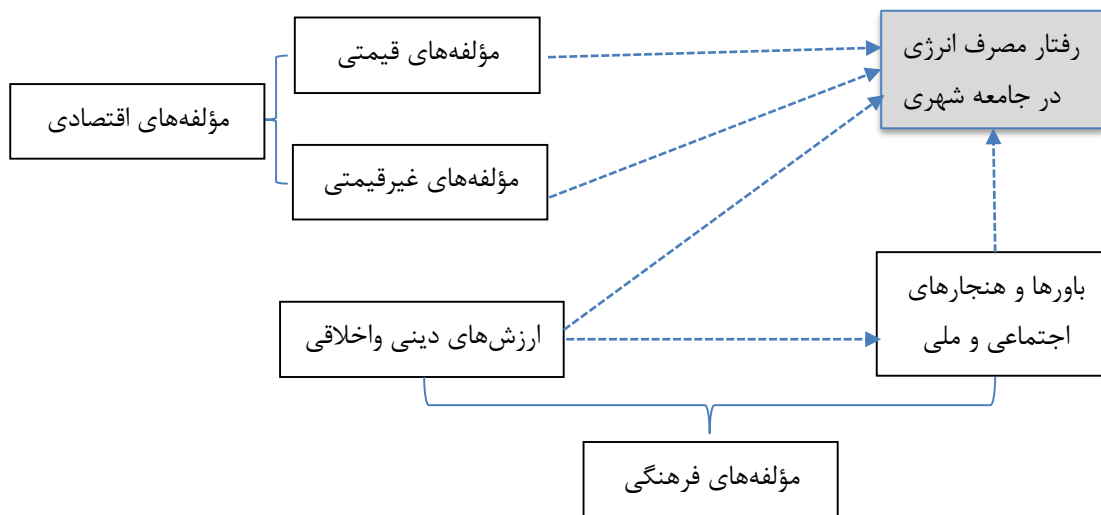 مؤلفه‌های قیمتی
رفتار مصرف انرژی
در جامعه شهری
مؤلفه‌های اقتصادی
مؤلفه‌های غیرقیمتی
باورها و هنجارهای
اجتماعی و ملی
ارزش‌های دینی واخلاقی
مؤلفه‌های فرهنگی